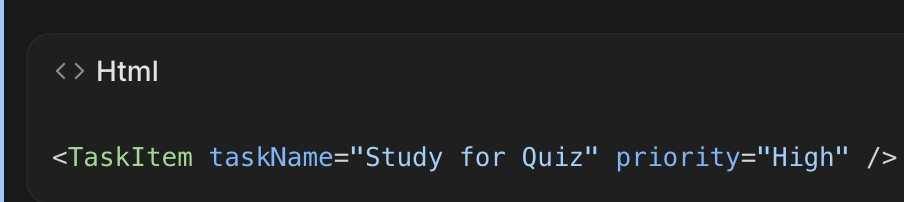 <> Html
<TaskItem taskName="Study for Quiz" priority="High" />